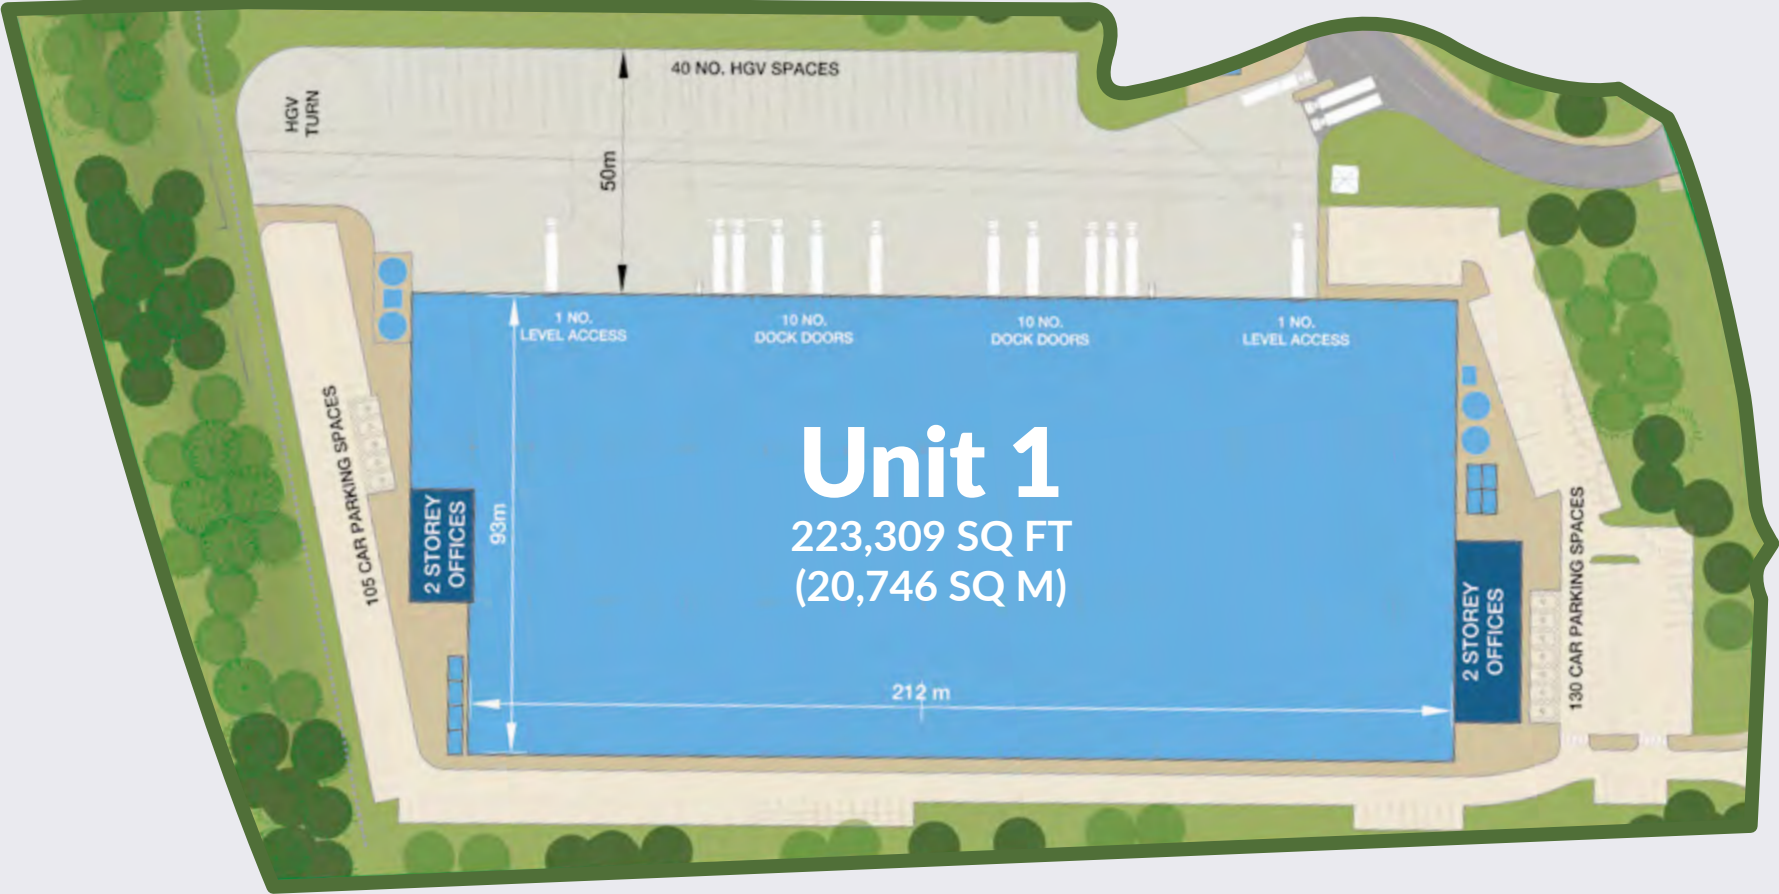 40 NO. HGV SPACES
HGV
TURN
50m
1 NO.
LEVEL ACCESS
10 NO.
DOCK DOORS
10 NO.
DOCK DOORS
1 NO.
LEVEL ACCESS
105 CAR PARKING SPACES
2 STOREY
OFFICES
93m
Unit 1
223,309 SQ FT
(20,746 SQ M)
212 m
2 STOREY
OFFICES
130 CAR PARKING SPACES